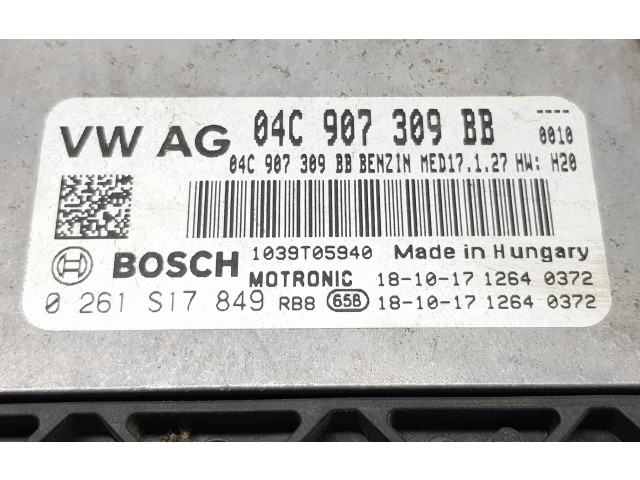 VW AG 04C 907 309 BB ---- 0010
04C 907 309 BB BENZIN MED17.1.27 HW: H20
BOSCH 1039T05940 Made in Hungary
MOTRONIC 18-10-17 1264 0372
0 261 S17 849 RB8 658 18-10-17 1264 0372